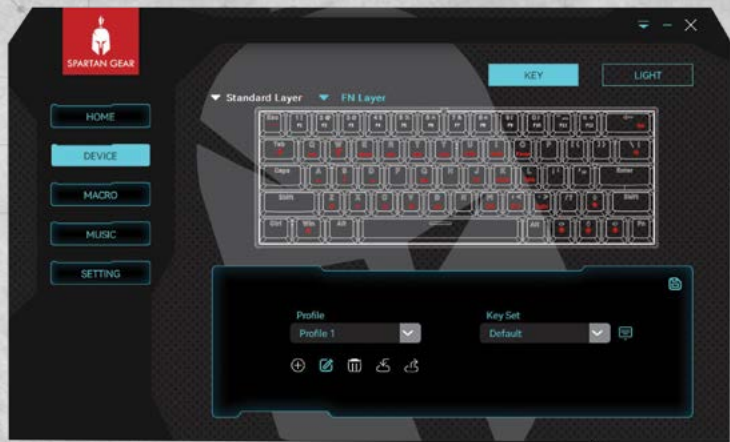 SPARTAN GEAR
KEY
LIGHT
Standard Layer
FN Layer
HOME
DEVICE
MACRO
MUSIC
SETTING
Esc
Tab Q W E R T Y U I O P
Caps A S D F G H J K L Enter
Shift Z X C V B N M Shift
Ctrl Win Alt Alt Fn
Profile
Key Set
Profile 1
Default